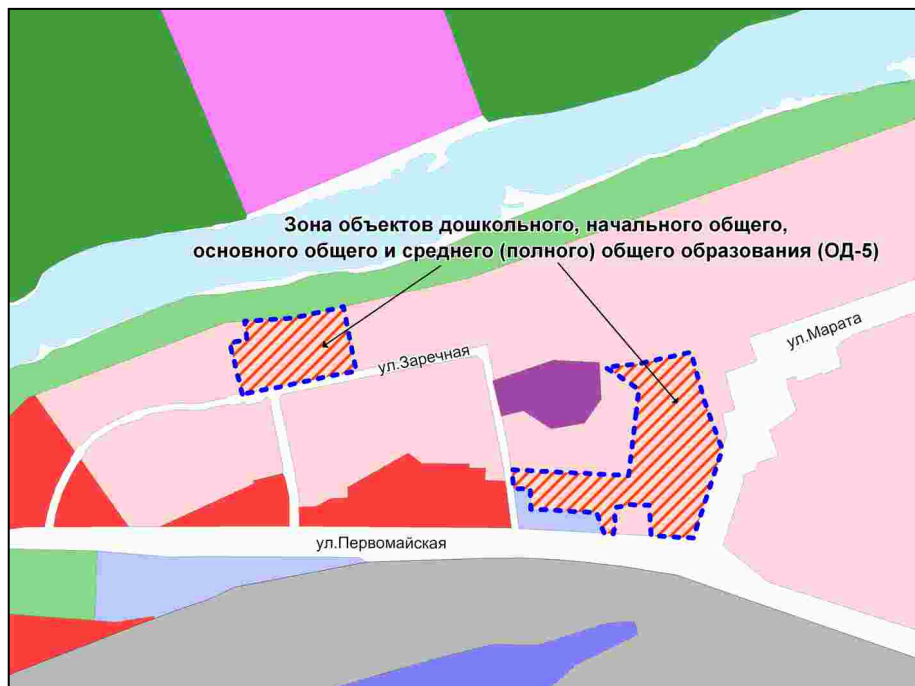 Зона объектов дошкольного, начального общего,
основного общего и среднего (полного) общего образования (ОД-5)
ул.Марата
ул.Заречная
ул.Первомайская